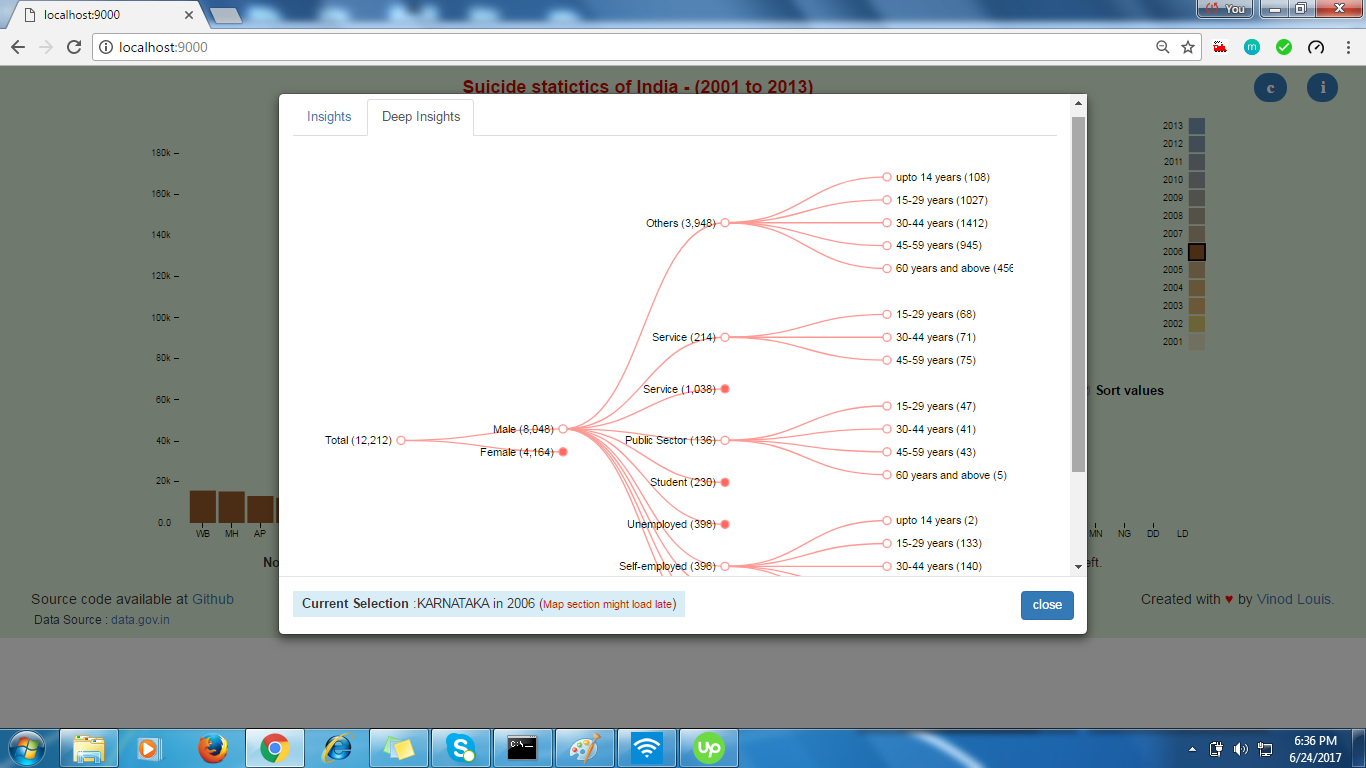 localhost:9000
You
localhost:9000
Suicide statictics of India - (2001 to 2013)
c
i
Insights
Deep Insights
180k
160k
140k
120k
100k
80k
60k
40k
20k
0.0
WB MH AP
2013
2012
2011
2010
2009
2008
2007
2006
2005
2004
2003
2002
2001
Sort values
MN NG DD LD
Total (12,212)
Male (8,048)
Female (4,164)
Others (3,948)
Service (214)
Service (1,038)
Public Sector (136)
Student (230)
Unemployed (398)
Self-employed (396)
upto 14 years (108)
15-29 years (1027)
30-44 years (1412)
45-59 years (945)
60 years and above (456
15-29 years (68)
30-44 years (71)
45-59 years (75)
15-29 years (47)
30-44 years (41)
45-59 years (43)
60 years and above (5)
upto 14 years (2)
15-29 years (133)
30-44 years (140)
Current Selection :KARNATAKA in 2006 (Map section might load late)
close
Source code available at Github
Data Source : data.gov.in
Created with ♥ by Vinod Louis.
6:36 PM
6/24/2017